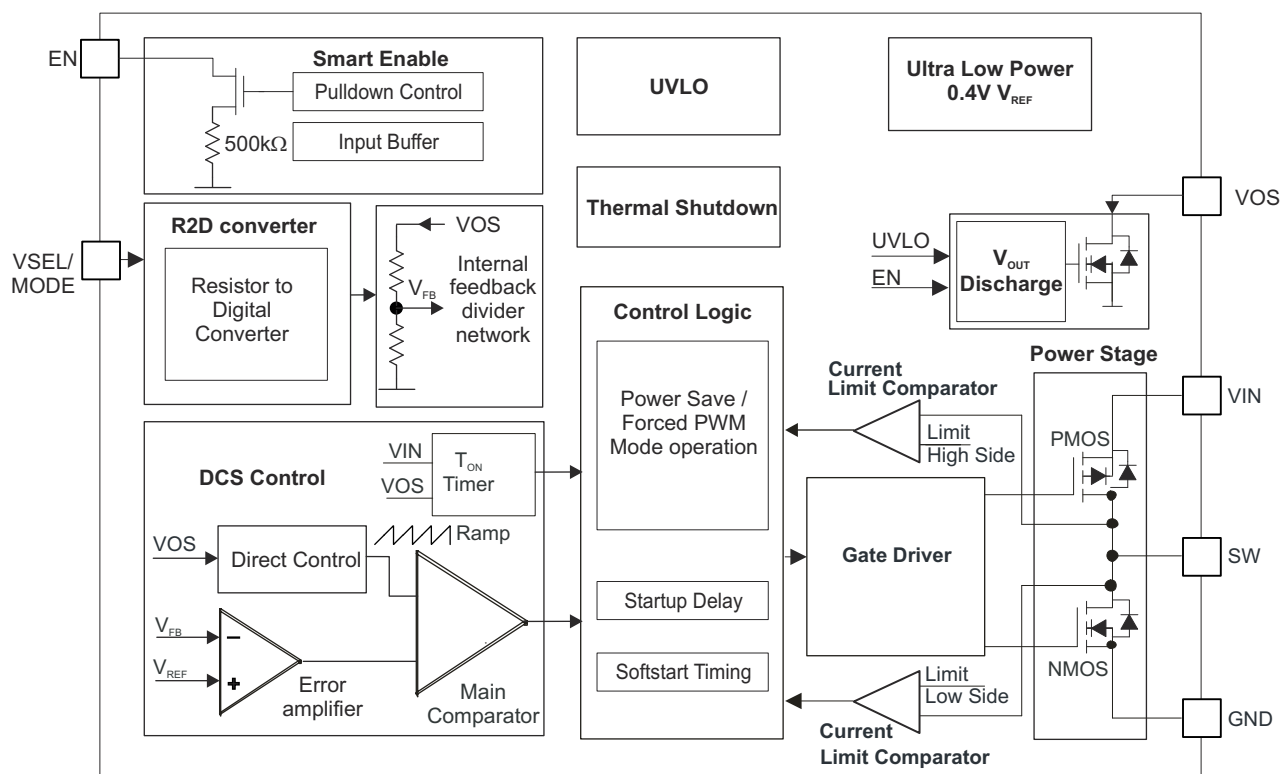 EN
Smart Enable
Pulldown Control
500kΩ
Input Buffer
UVLO
Ultra Low Power
0.4V VREF
Thermal Shutdown
VOS
UVLO
EN
VOUT
Discharge
VSEL/
MODE
R2D converter
Resistor to
Digital
Converter
VOS
VFB
Internal
feedback
divider
network
Control Logic
Power Save /
Forced PWM
Mode operation
Startup Delay
Softstart Timing
DCS Control
VIN
VOS
TON
Timer
Ramp
VOS
Direct Control
VFB
−
VREF
+
Error
amplifier
Main
Comparator
Current
Limit Comparator
Limit
High Side
Gate Driver
Limit
Low Side
Current
Limit Comparator
Power Stage
PMOS
NMOS
VIN
SW
GND